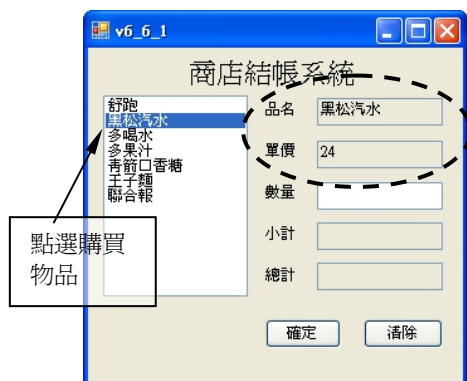 v6_6_1
商店結帳系統
舒跑
黑松汽水
多喝水
多果汁
青箭口香糖
王子麵
聯合報
品名 黑松汽水
單價 24
數量
小計
總計
確定 清除
點選購買
物品